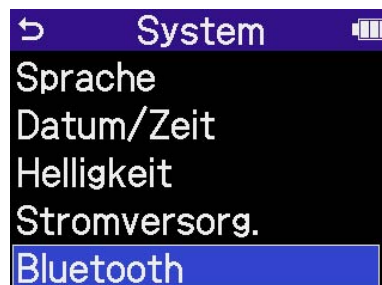 System
Sprache
Datum/Zeit
Helligkeit
Stromversorg.
Bluetooth